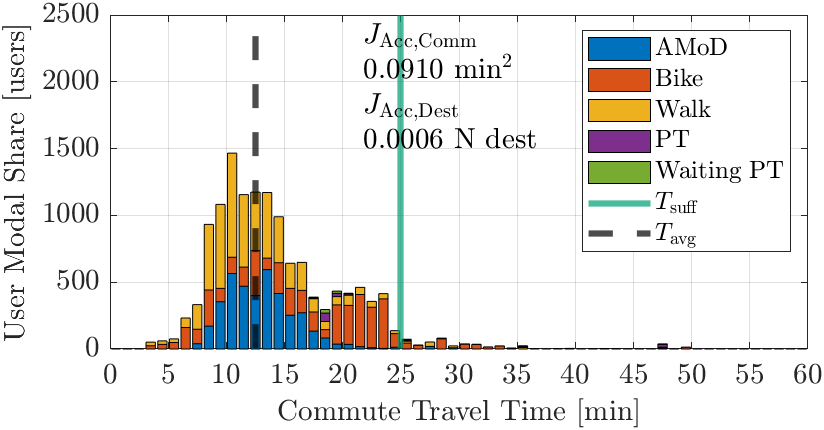 2500
2000
1500
1000
500
0
User Modal Share [users]
J_Acc,Comm
0.0910 min²
J_Acc,Dest
0.0006 N dest
AMoD
Bike
Walk
PT
Waiting PT
T_suff
T_avg
0 5 10 15 20 25 30 35 40 45 50 55 60
Commute Travel Time [min]